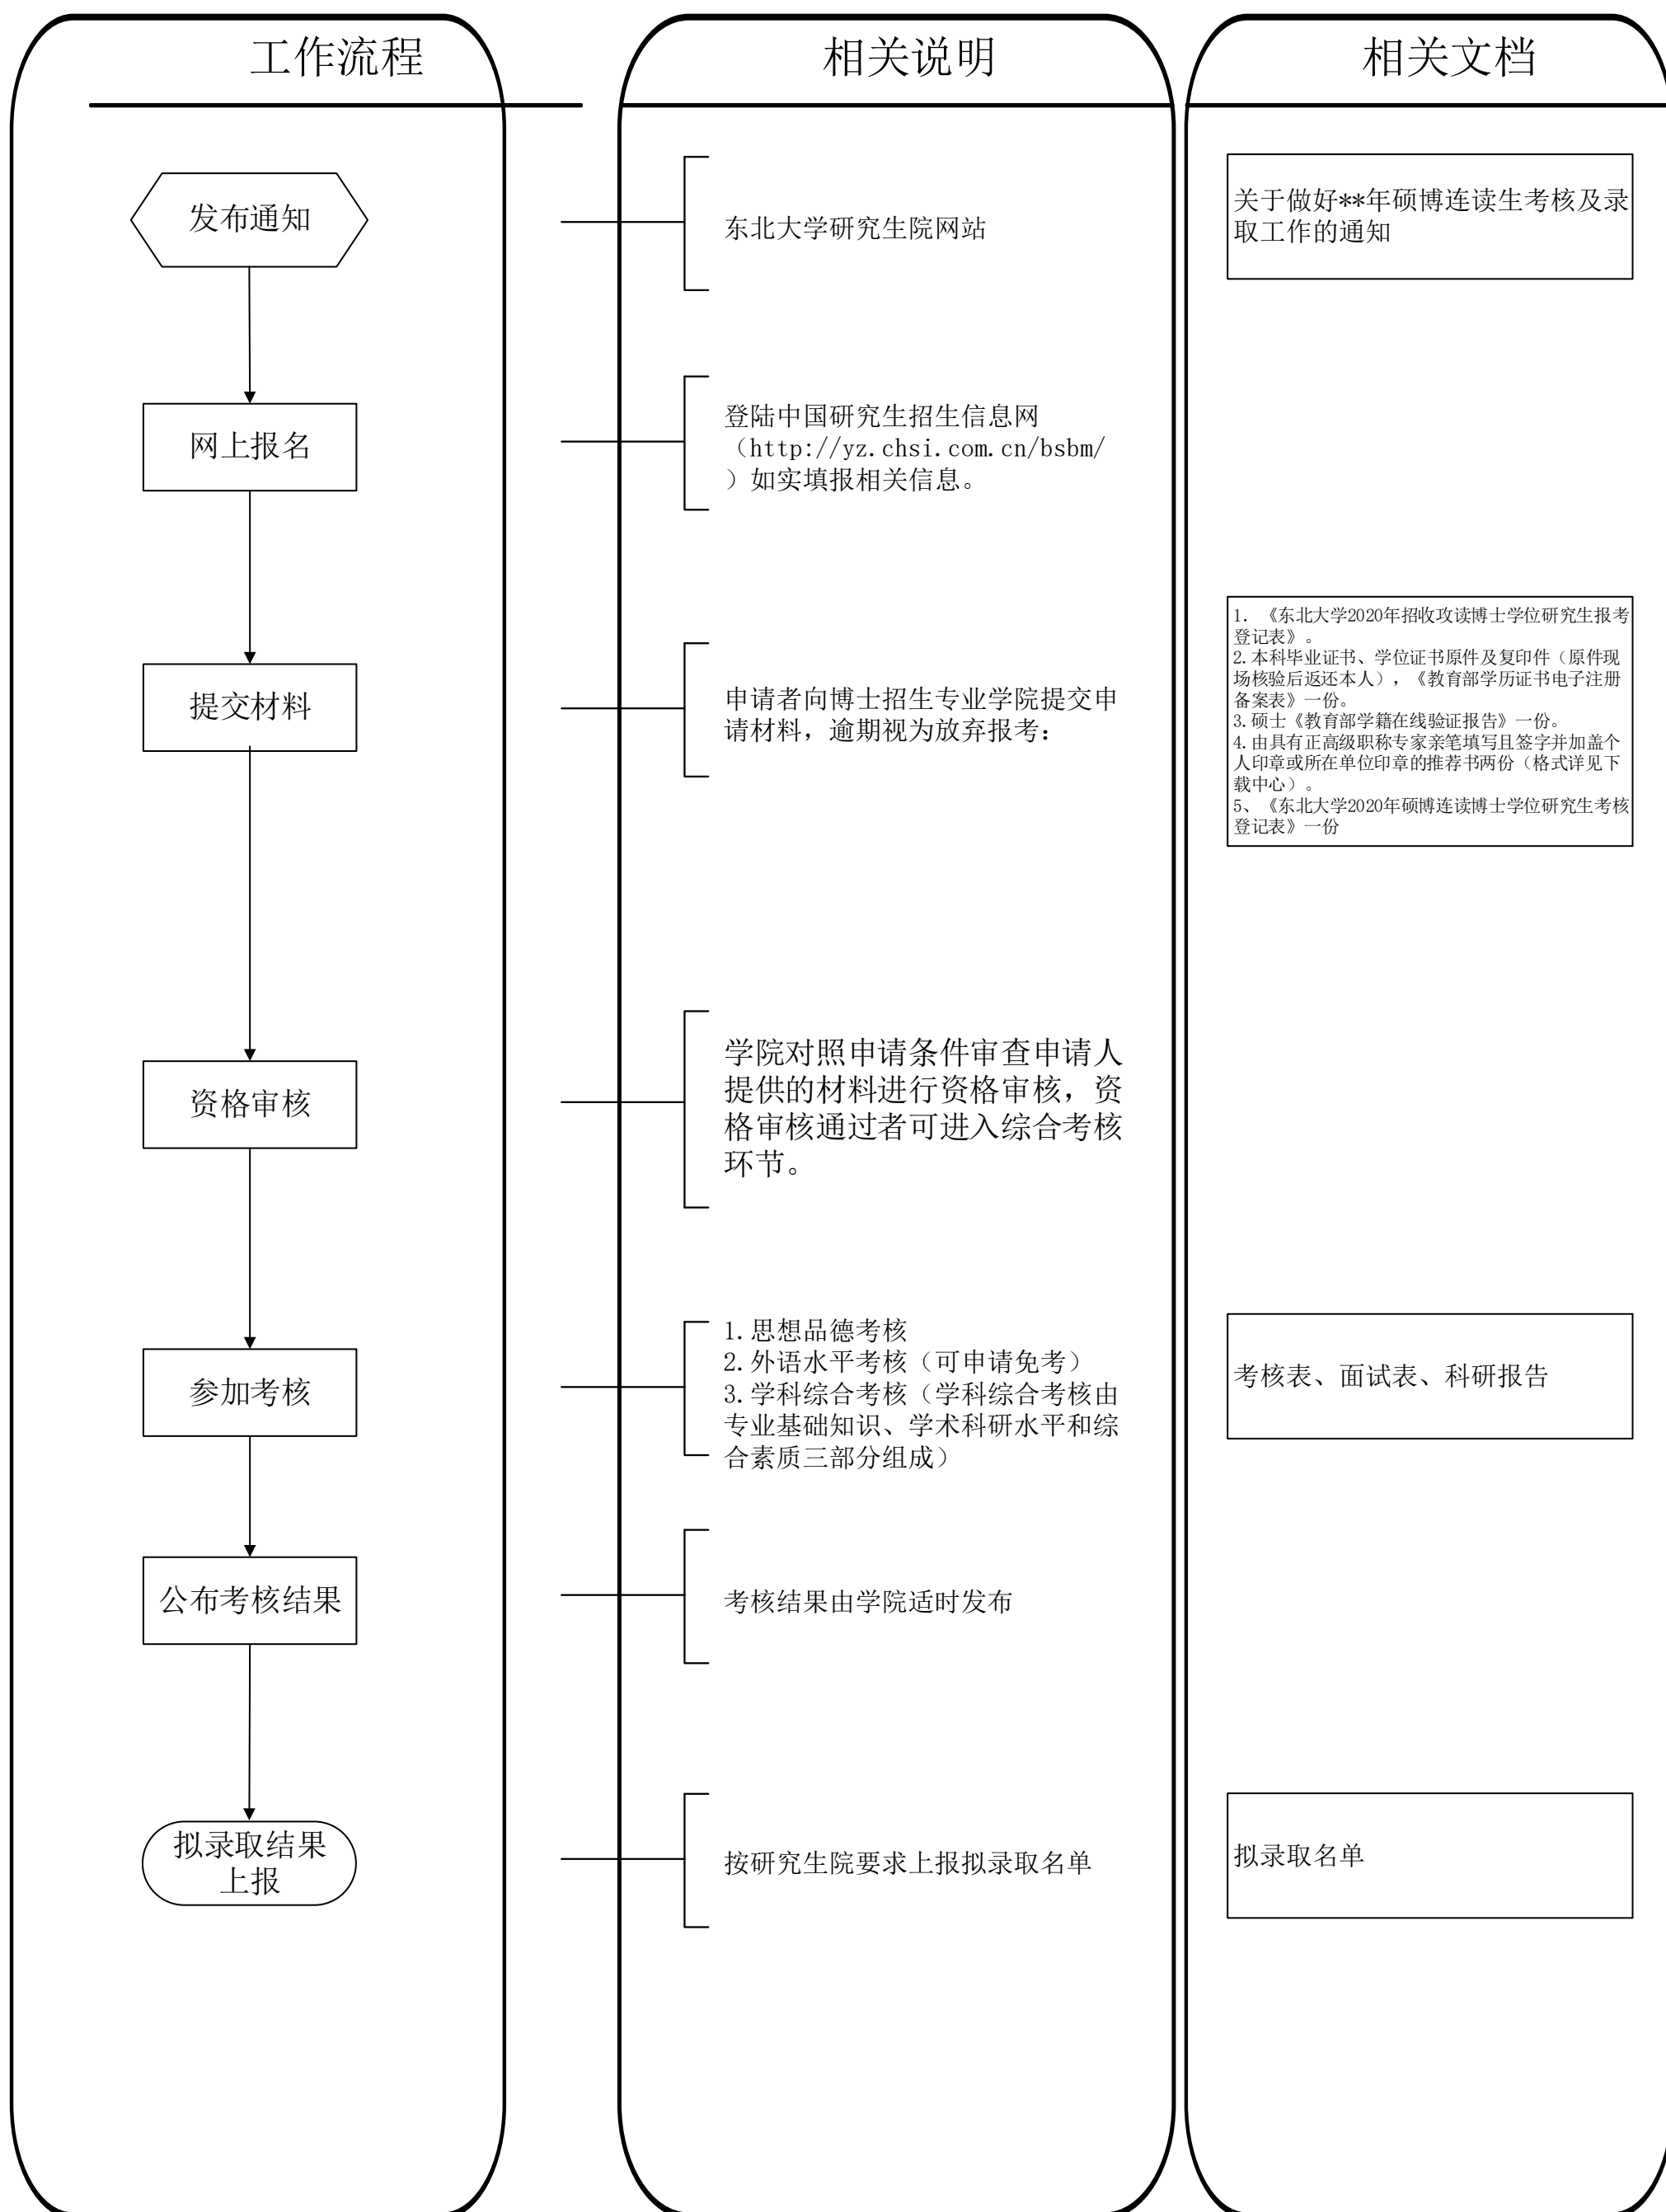 工作流程
相关说明
相关文档
发布通知
东北大学研究生院网站
关于做好**年硕博连读生考核及录
取工作的通知
网上报名
登陆中国研究生招生信息网
（http://yz.chsi.com.cn/bsbm/
）如实填报相关信息。
提交材料
申请者向博士招生专业学院提交申
请材料，逾期视为放弃报考：
1. 《东北大学2020年招收攻读博士学位研究生报考
登记表》。
2.本科毕业证书、学位证书原件及复印件（原件现
场核验后返还本人），《教育部学历证书电子注册
备案表》一份。
3.硕士《教育部学籍在线验证报告》一份。
4.由具有正高级职称专家亲笔填写且签字并加盖个
人印章或所在单位印章的推荐书两份（格式详见下
载中心）。
5、《东北大学2020年硕博连读博士学位研究生考核
登记表》一份
资格审核
学院对照申请条件审查申请人
提供的材料进行资格审核，资
格审核通过者可进入综合考核
环节。
参加考核
1.思想品德考核
2.外语水平考核（可申请免考）
3.学科综合考核（学科综合考核由
专业基础知识、学术科研水平和综
合素质三部分组成）
考核表、面试表、科研报告
公布考核结果
考核结果由学院适时发布
拟录取结果
上报
按研究生院要求上报拟录取名单
拟录取名单